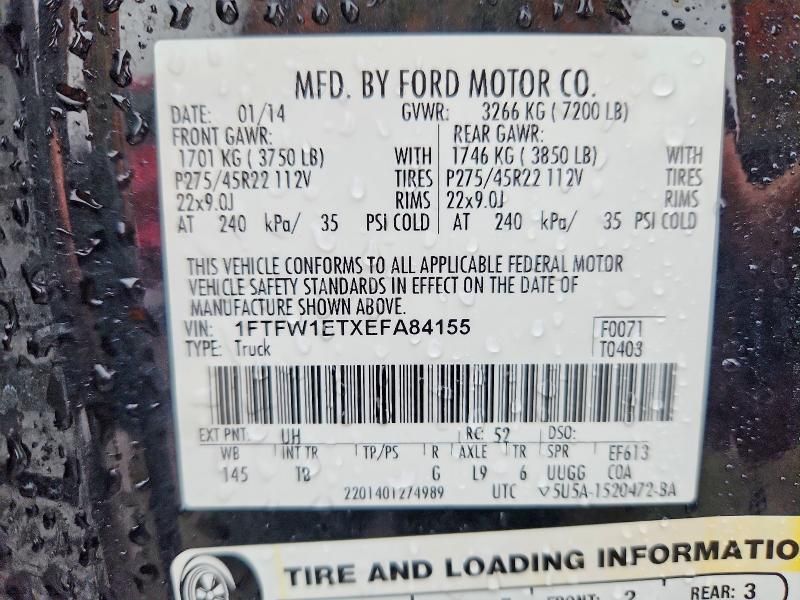 MFD. BY FORD MOTOR CO.
DATE: 01/14 GVWR: 3266 KG ( 7200 LB)
FRONT GAWR: REAR GAWR:
1701 KG ( 3750 LB) WITH 1746 KG ( 3850 LB) WITH
P275/45R22 112V TIRES P275/45R22 112V TIRES
22x9.0J RIMS 22x9.0J RIMS
AT 240 kPa/ 35 PSI COLD AT 240 kPa/ 35 PSI COLD
THIS VEHICLE CONFORMS TO ALL APPLICABLE FEDERAL MOTOR
VEHICLE SAFETY STANDARDS IN EFFECT ON THE DATE OF
MANUFACTURE SHOWN ABOVE.
VIN: 1FTFW1ETXEFA84155 F0071
TYPE: Truck T0403
EXT PNT: UH RC: 52 DSO:
WB INT TR TP/PS R AXLE TR SPR EF613
145 TB G L9 6 UUGG COA
2201401274989 UTC ▽5U5A-1520472-BA
TIRE AND LOADING INFORMATIO
FRONT: 2 REAR: 3